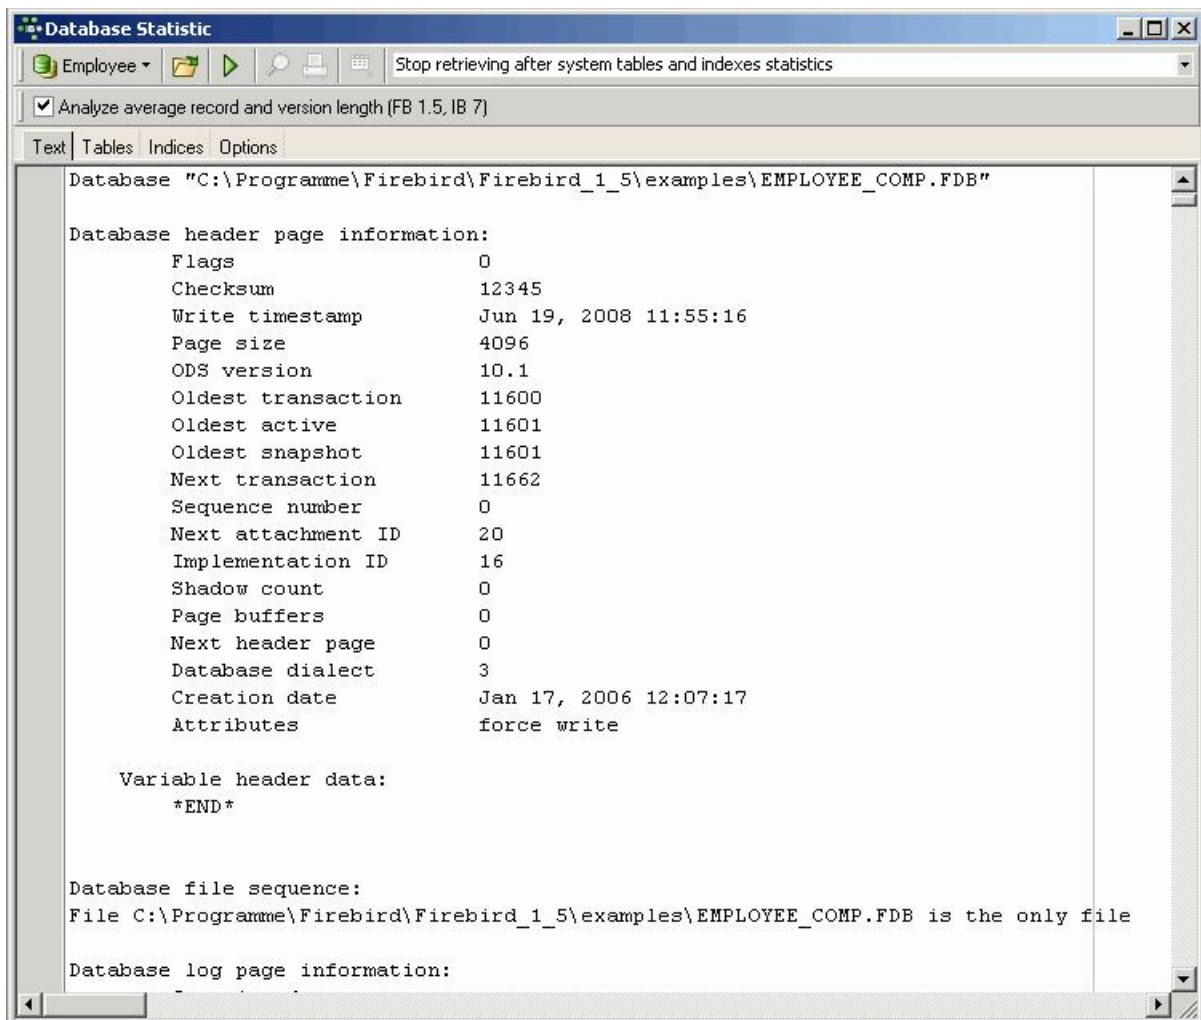 Database Statistic
Employee
Stop retrieving after system tables and indexes statistics
Analyze average record and version length (FB 1.5, IB 7)
Text Tables Indices Options
Database "C:\Programme\Firebird\Firebird_1_5\examples\EMPLOYEE_COMP.FDB"
Database header page information:
Flags 0
Checksum 12345
Write timestamp Jun 19, 2008 11:55:16
Page size 4096
ODS version 10.1
Oldest transaction 11600
Oldest active 11601
Oldest snapshot 11601
Next transaction 11662
Sequence number 0
Next attachment ID 20
Implementation ID 16
Shadow count 0
Page buffers 0
Next header page 0
Database dialect 3
Creation date Jan 17, 2006 12:07:17
Attributes force write
Variable header data:
*END*
Database file sequence:
File C:\Programme\Firebird\Firebird_1_5\examples\EMPLOYEE_COMP.FDB is the only file
Database log page information: